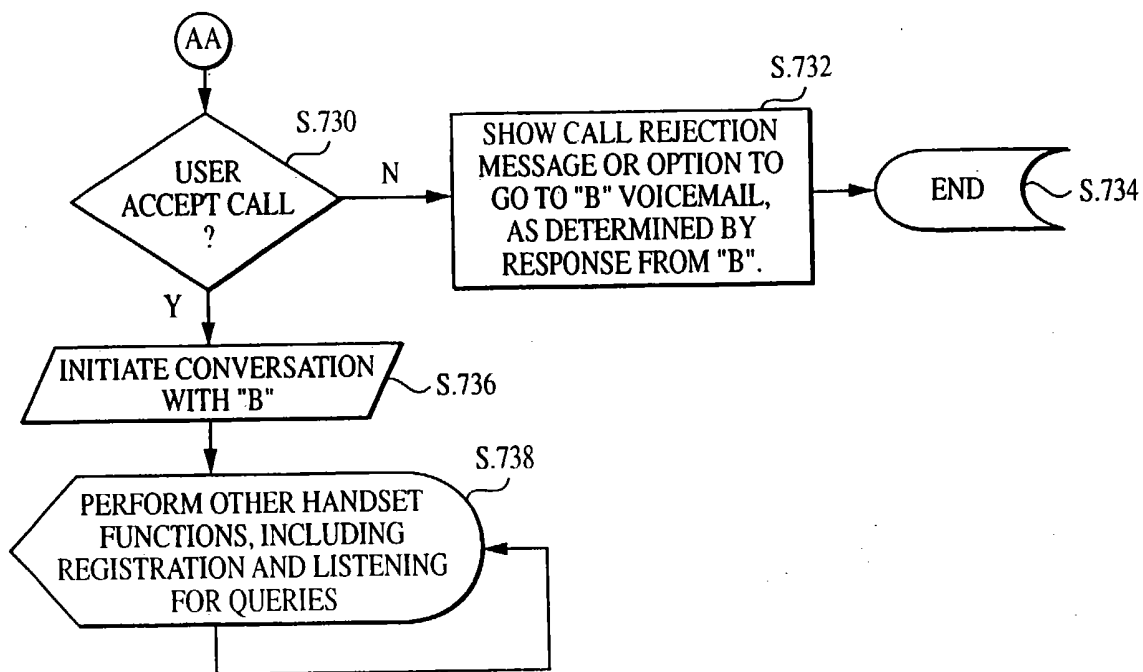 AA
S.730
USER
ACCEPT CALL
?
N
Y
S.732
SHOW CALL REJECTION
MESSAGE OR OPTION TO
GO TO "B" VOICEMAIL,
AS DETERMINED BY
RESPONSE FROM "B".
END
S.734
INITIATE CONVERSATION
WITH "B"
S.736
S.738
PERFORM OTHER HANDSET
FUNCTIONS, INCLUDING
REGISTRATION AND LISTENING
FOR QUERIES